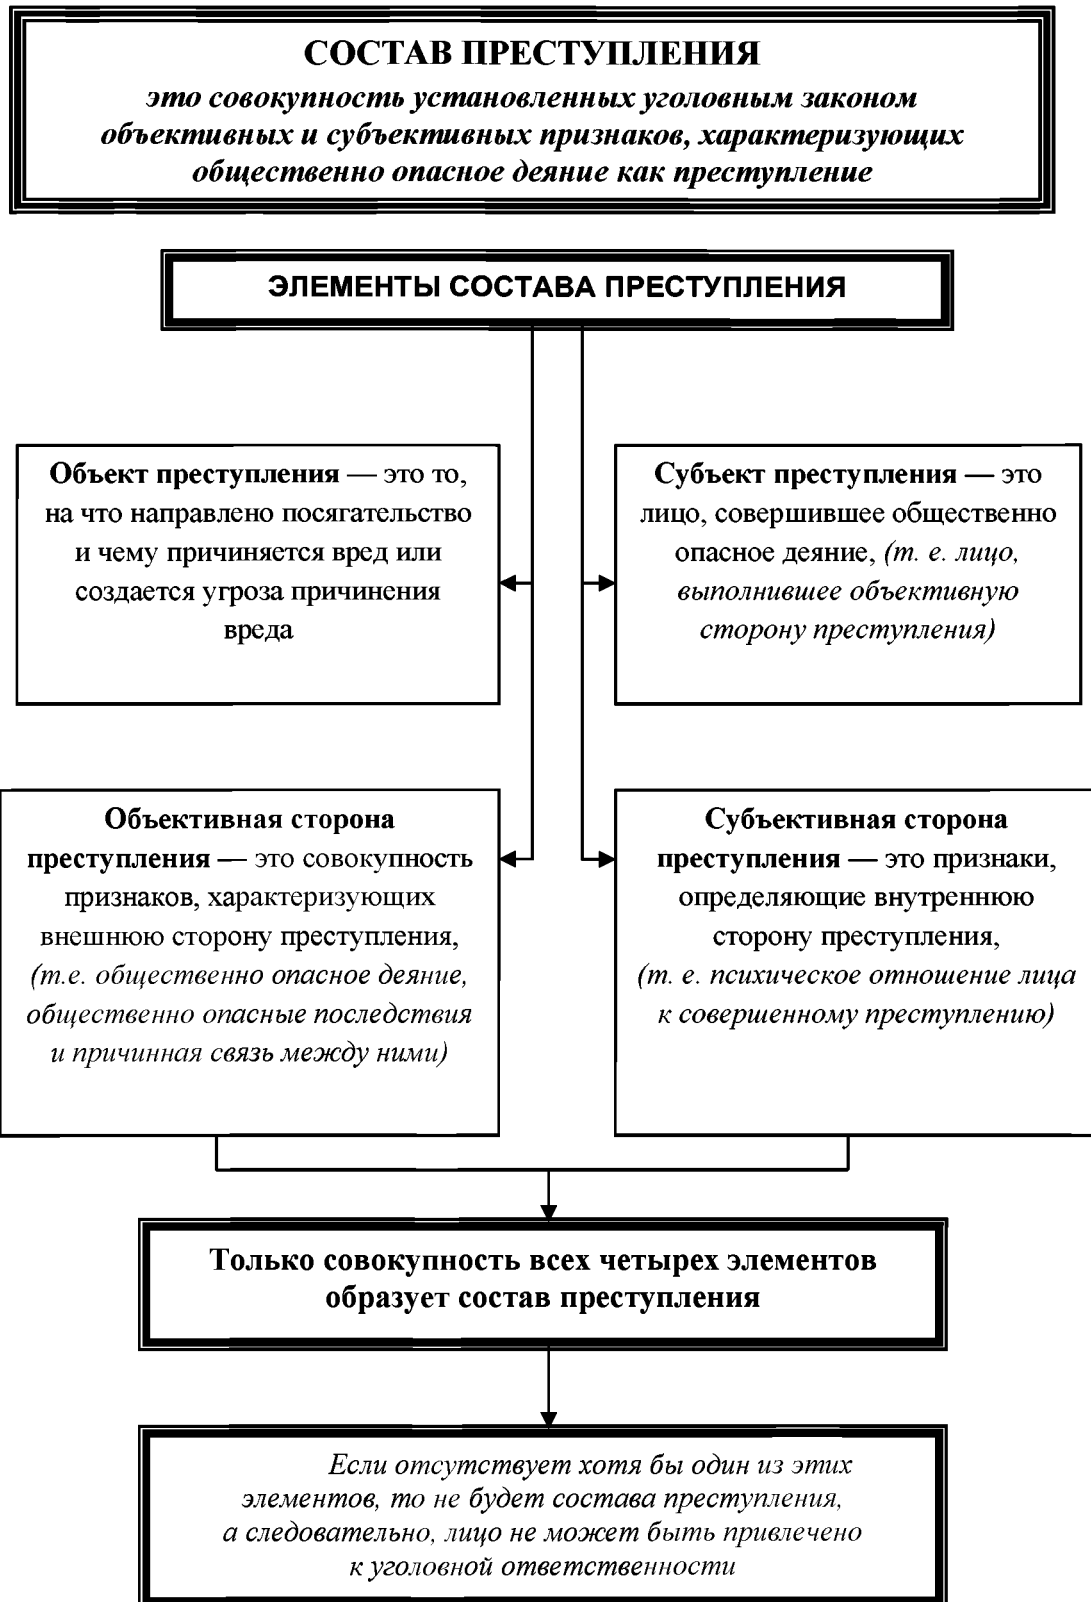 СОСТАВ ПРЕСТУПЛЕНИЯ
это совокупность установленных уголовным законом
объективных и субъективных признаков, характеризующих
общественно опасное деяние как преступление
ЭЛЕМЕНТЫ СОСТАВА ПРЕСТУПЛЕНИЯ
Объект преступления — это то,
на что направлено посягательство
и чему причиняется вред или
создается угроза причинения
вреда
Субъект преступления — это
лицо, совершившее общественно
опасное деяние, (т. е. лицо,
выполнившее объективную
сторону преступления)
Объективная сторона
преступления — это совокупность
признаков, характеризующих
внешнюю сторону преступления,
(т.е. общественно опасное деяние,
общественно опасные последствия
и причинная связь между ними)
Субъективная сторона
преступления — это признаки,
определяющие внутреннюю
сторону преступления,
(т. е. психическое отношение лица
к совершенному преступлению)
Только совокупность всех четырех элементов
образует состав преступления
Если отсутствует хотя бы один из этих
элементов, то не будет состава преступления,
а следовательно, лицо не может быть привлечено
к уголовной ответственности